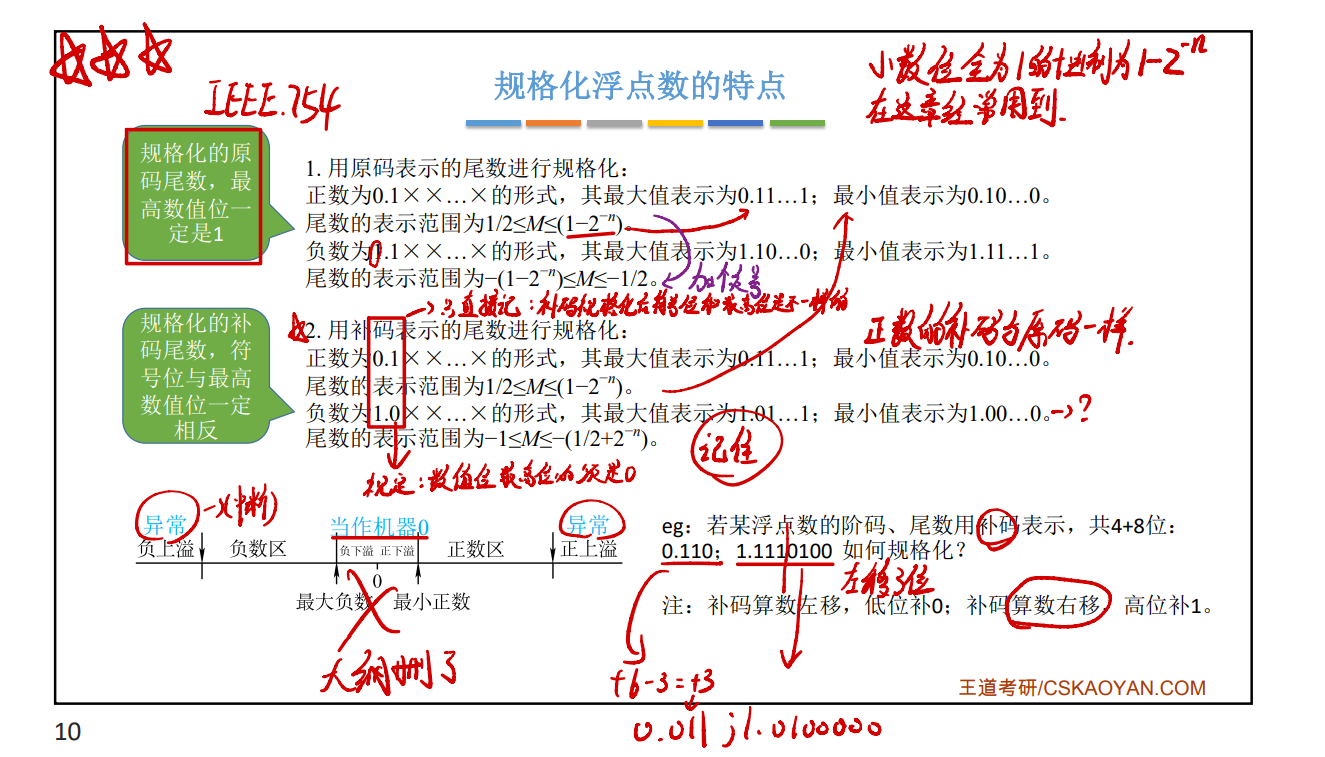 小数位全为1的十进制为1-2⁻ⁿ
在这章经常用到.
IEEE.754
规格化浮点数的特点
规格化的原
码尾数，最
高数值位一
定是1
1. 用原码表示的尾数进行规格化：
正数为0.1××…×的形式，其最大值表示为0.11…1；最小值表示为0.10…0。
尾数的表示范围为1/2≤M≤(1−2⁻ⁿ)。
负数为1.1××…×的形式，其最大值表示为1.10…0；最小值表示为1.11…1。
尾数的表示范围为−(1−2⁻ⁿ)≤M≤−1/2。
加个负号
直接记：补码规格化后符号位和最高位是不一样的
规格化的补
码尾数，符
号位与最高
数值位一定
相反
2. 用补码表示的尾数进行规格化：
正数的补码与原码一样.
正数为0.1××…×的形式，其最大值表示为0.11…1；最小值表示为0.10…0。
尾数的表示范围为1/2≤M≤(1−2⁻ⁿ)。
负数为1.0××…×的形式，其最大值表示为1.01…1；最小值表示为1.00…0。
→?
尾数的表示范围为−1≤M≤−(1/2+2⁻ⁿ)。
记住
规定：数值位最高位必须是0
异常
当作机器0
异常
负上溢
负数区
负下溢
正下溢
正数区
正上溢
0
最大负数
最小正数
大纲删了
eg：若某浮点数的阶码、尾数用补码表示，共4+8位：
0.110；1.1110100 如何规格化？
左移3位
注：补码算数左移，低位补0；补码算数右移，高位补1。
+6-3=+3
0.011；1.0100000
王道考研/CSKAOYAN.COM
10